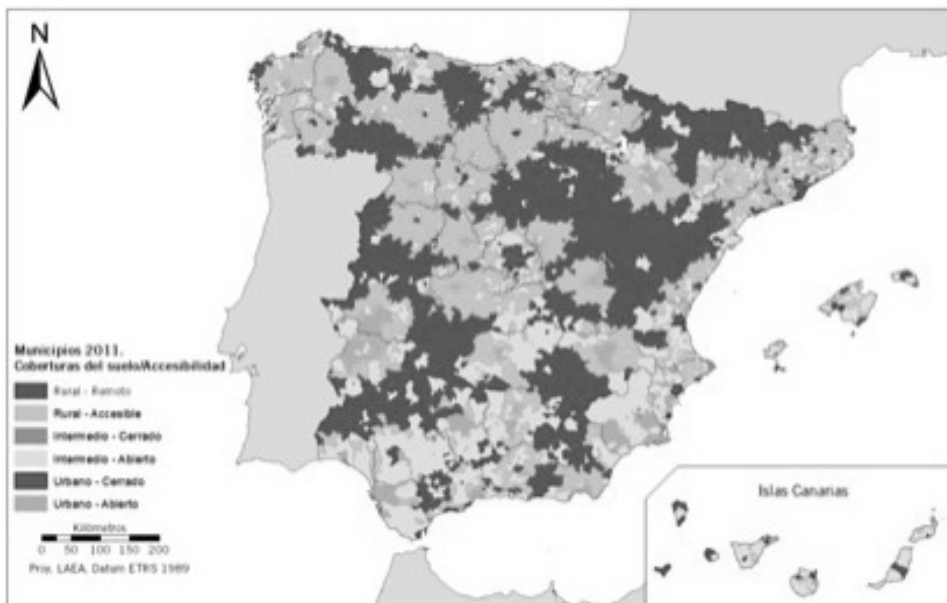 N
Municipios 2011.
Coberturas del suelo/Accesibilidad
Rural - Remoto
Rural - Accesible
Intermedio - Cerrado
Intermedio - Abierto
Urbano - Cerrado
Urbano - Abierto
Kilómetros
0 25 50 100 150 200
Proy. LAEA. Datum ETRS 1989
Islas Canarias